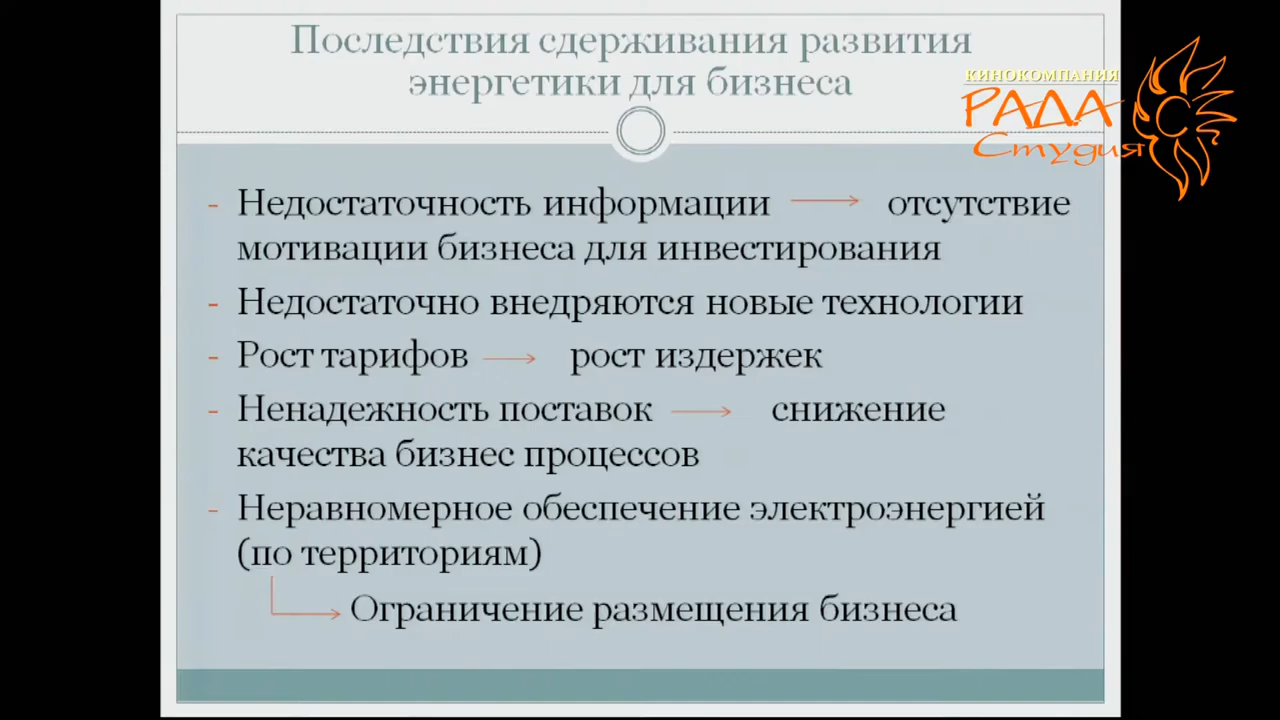 Последствия сдерживания развития
энергетики для бизнеса
КИНОКОМПАНИЯ
РАДА
Студия
- Недостаточность информации → отсутствие
мотивации бизнеса для инвестирования
- Недостаточно внедряются новые технологии
- Рост тарифов → рост издержек
- Ненадежность поставок → снижение
качества бизнес процессов
- Неравномерное обеспечение электроэнергией
(по территориям)
Ограничение размещения бизнеса